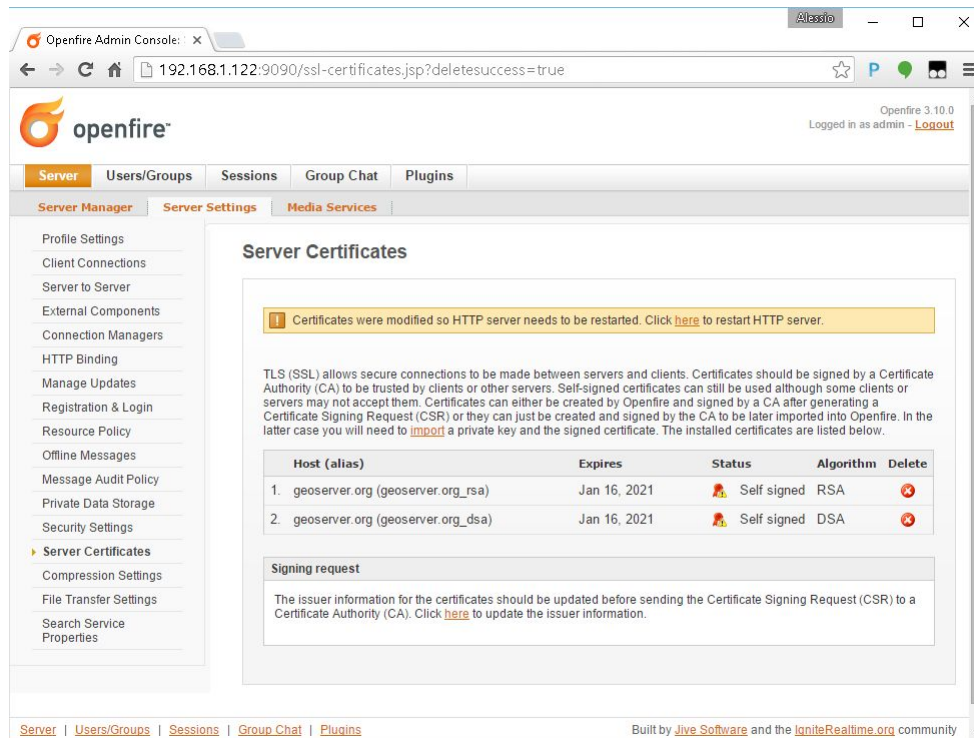 Alessio
Openfire Admin Console: S
192.168.1.122:9090/ssl-certificates.jsp?deletesuccess=true
openfire™
Openfire 3.10.0
Logged in as admin - Logout
Server Users/Groups Sessions Group Chat Plugins
Server Manager Server Settings Media Services
Profile Settings
Client Connections
Server to Server
External Components
Connection Managers
HTTP Binding
Manage Updates
Registration & Login
Resource Policy
Offline Messages
Message Audit Policy
Private Data Storage
Security Settings
Server Certificates
Compression Settings
File Transfer Settings
Search Service
Properties
Server Certificates
Certificates were modified so HTTP server needs to be restarted. Click here to restart HTTP server.
TLS (SSL) allows secure connections to be made between servers and clients. Certificates should be signed by a Certificate
Authority (CA) to be trusted by clients or other servers. Self-signed certificates can still be used although some clients or
servers may not accept them. Certificates can either be created by Openfire and signed by a CA after generating a
Certificate Signing Request (CSR) or they can just be created and signed by the CA to be later imported into Openfire. In the
latter case you will need to import a private key and the signed certificate. The installed certificates are listed below.
Host (alias) Expires Status Algorithm Delete
1. geoserver.org (geoserver.org_rsa) Jan 16, 2021 Self signed RSA
2. geoserver.org (geoserver.org_dsa) Jan 16, 2021 Self signed DSA
Signing request
The issuer information for the certificates should be updated before sending the Certificate Signing Request (CSR) to a
Certificate Authority (CA). Click here to update the issuer information.
Server | Users/Groups | Sessions | Group Chat | Plugins
Built by Jive Software and the IgniteRealtime.org community